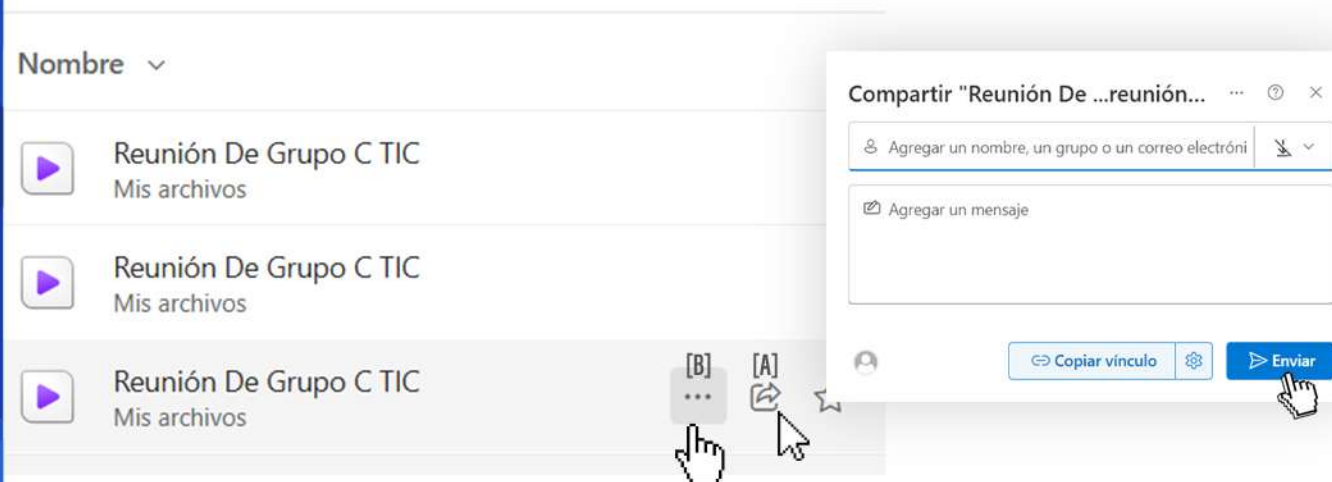 Nombre
Reunión De Grupo C TIC
Mis archivos
Reunión De Grupo C TIC
Mis archivos
[B] [A]
Reunión De Grupo C TIC
Mis archivos
Compartir "Reunión De ...reunión...
Agregar un nombre, un grupo o un correo electróni
Agregar un mensaje
Copiar vínculo
Enviar